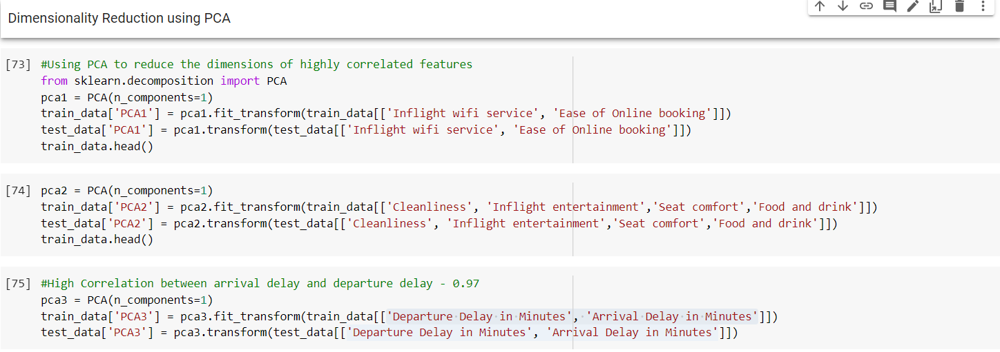 Dimensionality Reduction using PCA
[73] #Using PCA to reduce the dimensions of highly correlated features
from sklearn.decomposition import PCA
pca1 = PCA(n_components=1)
train_data['PCA1'] = pca1.fit_transform(train_data[['Inflight wifi service', 'Ease of Online booking']])
test_data['PCA1'] = pca1.transform(test_data[['Inflight wifi service', 'Ease of Online booking']])
train_data.head()
[74] pca2 = PCA(n_components=1)
train_data['PCA2'] = pca2.fit_transform(train_data[['Cleanliness', 'Inflight entertainment','Seat comfort','Food and drink']])
test_data['PCA2'] = pca2.transform(test_data[['Cleanliness', 'Inflight entertainment','Seat comfort','Food and drink']])
train_data.head()
[75] #High Correlation between arrival delay and departure delay - 0.97
pca3 = PCA(n_components=1)
train_data['PCA3'] = pca3.fit_transform(train_data[['Departure Delay in Minutes', 'Arrival Delay in Minutes']])
test_data['PCA3'] = pca3.transform(test_data[['Departure Delay in Minutes', 'Arrival Delay in Minutes']])